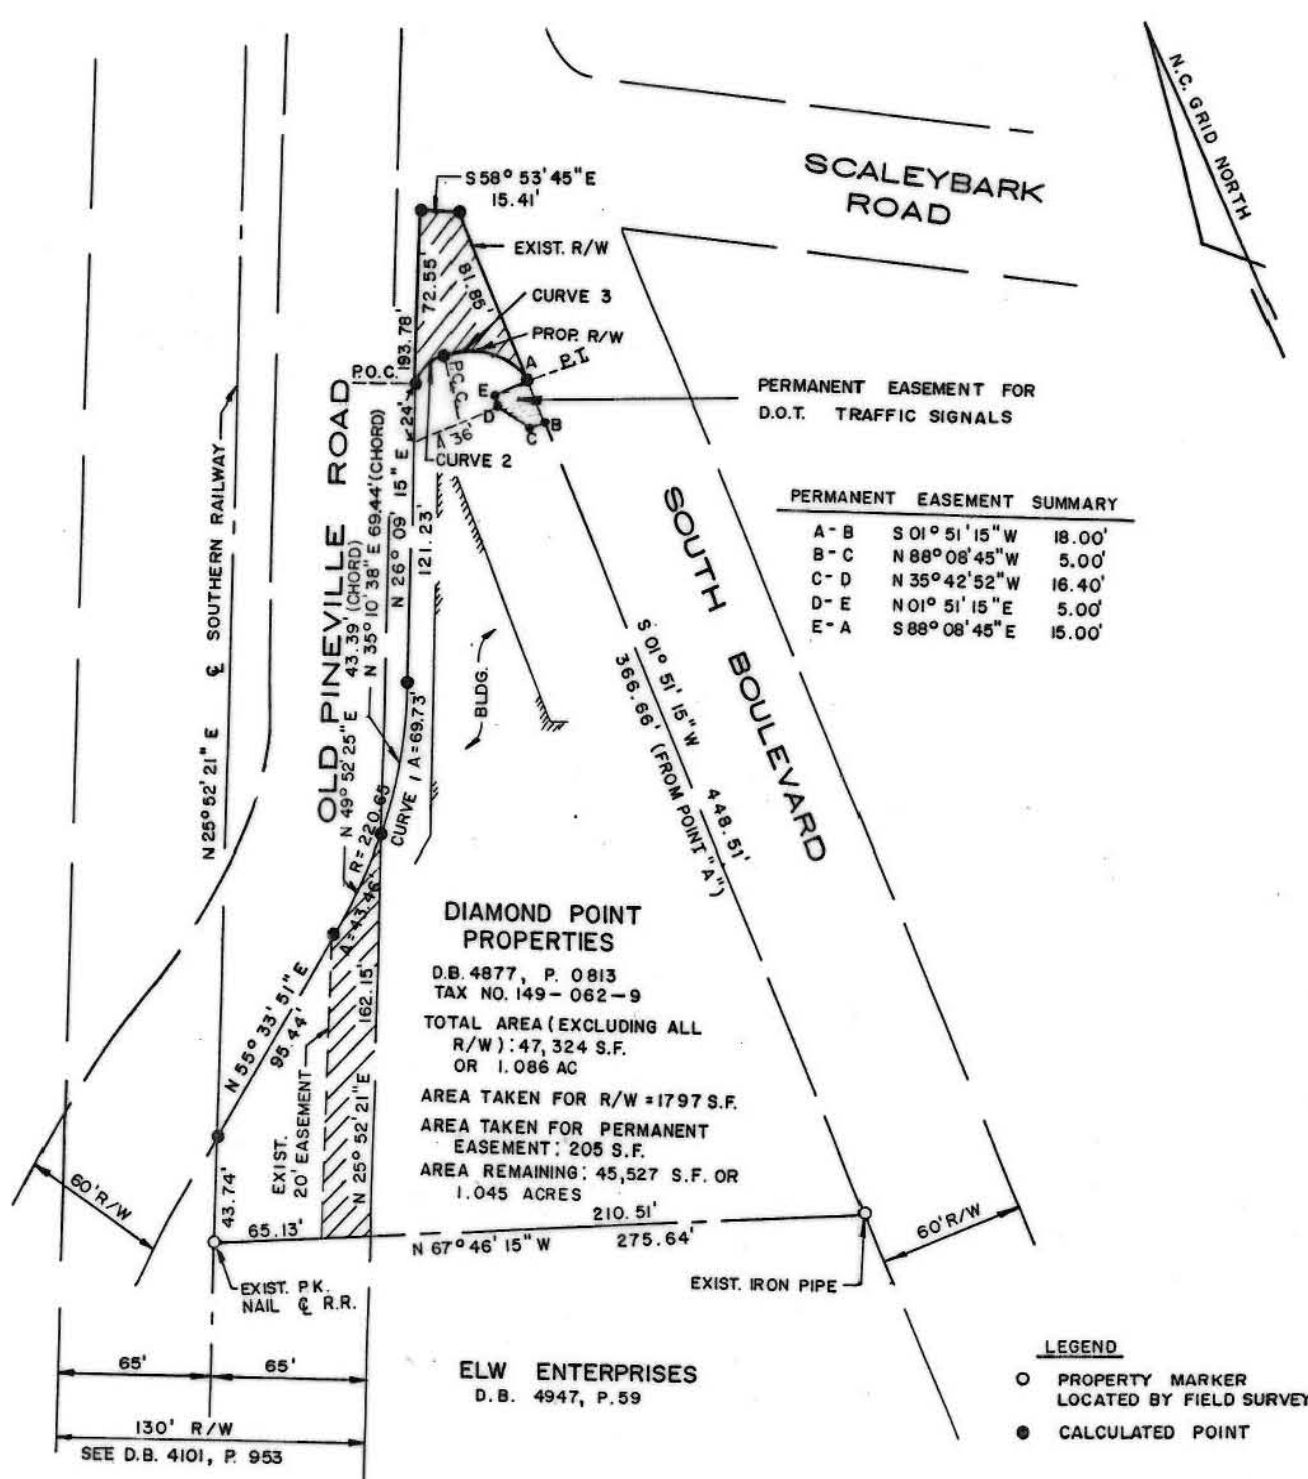 N.C. GRID NORTH
SCALEYBARK
ROAD
S 58° 53' 45" E
15.41'
EXIST. R/W
72.55'
81.85'
CURVE 3
PROP. R/W
193.78'
P.O.C.
P.C.C.
A
P.I.
E
D
B
C
24'
36'
CURVE 2
PERMANENT EASEMENT FOR
D.O.T. TRAFFIC SIGNALS
PERMANENT EASEMENT SUMMARY
A-B S 01° 51' 15" W 18.00'
B-C N 88° 08' 45" W 5.00'
C-D N 35° 42' 52" W 16.40'
D-E N 01° 51' 15" E 5.00'
E-A S 88° 08' 45" E 15.00'
℄ SOUTHERN RAILWAY
N 25° 52' 21" E
OLD PINEVILLE ROAD
N 49° 52' 25" E 43.39' (CHORD)
N 35° 10' 38" E 69.44' (CHORD)
N 26° 09' 15" E
121.23'
BLDG.
SOUTH BOULEVARD
S 01° 51' 15" W 448.51'
366.66' (FROM POINT "A")
CURVE 1 A=69.73'
R=220.65
A=43.46'
N 55° 33' 51" E
95.44'
162.15'
N 25° 52' 21" E
EXIST.
20' EASEMENT
DIAMOND POINT
PROPERTIES
D.B. 4877, P. 0813
TAX NO. 149-062-9
TOTAL AREA (EXCLUDING ALL
R/W): 47,324 S.F.
OR 1.086 AC
AREA TAKEN FOR R/W = 1797 S.F.
AREA TAKEN FOR PERMANENT
EASEMENT: 205 S.F.
AREA REMAINING: 45,527 S.F. OR
1.045 ACRES
60' R/W
43.74'
65.13'
210.51'
N 67° 46' 15" W 275.64'
60' R/W
EXIST. P.K.
NAIL ℄ R.R.
EXIST. IRON PIPE
65'
65'
130' R/W
SEE D.B. 4101, P. 953
ELW ENTERPRISES
D.B. 4947, P.59
LEGEND
PROPERTY MARKER
LOCATED BY FIELD SURVEY
CALCULATED POINT